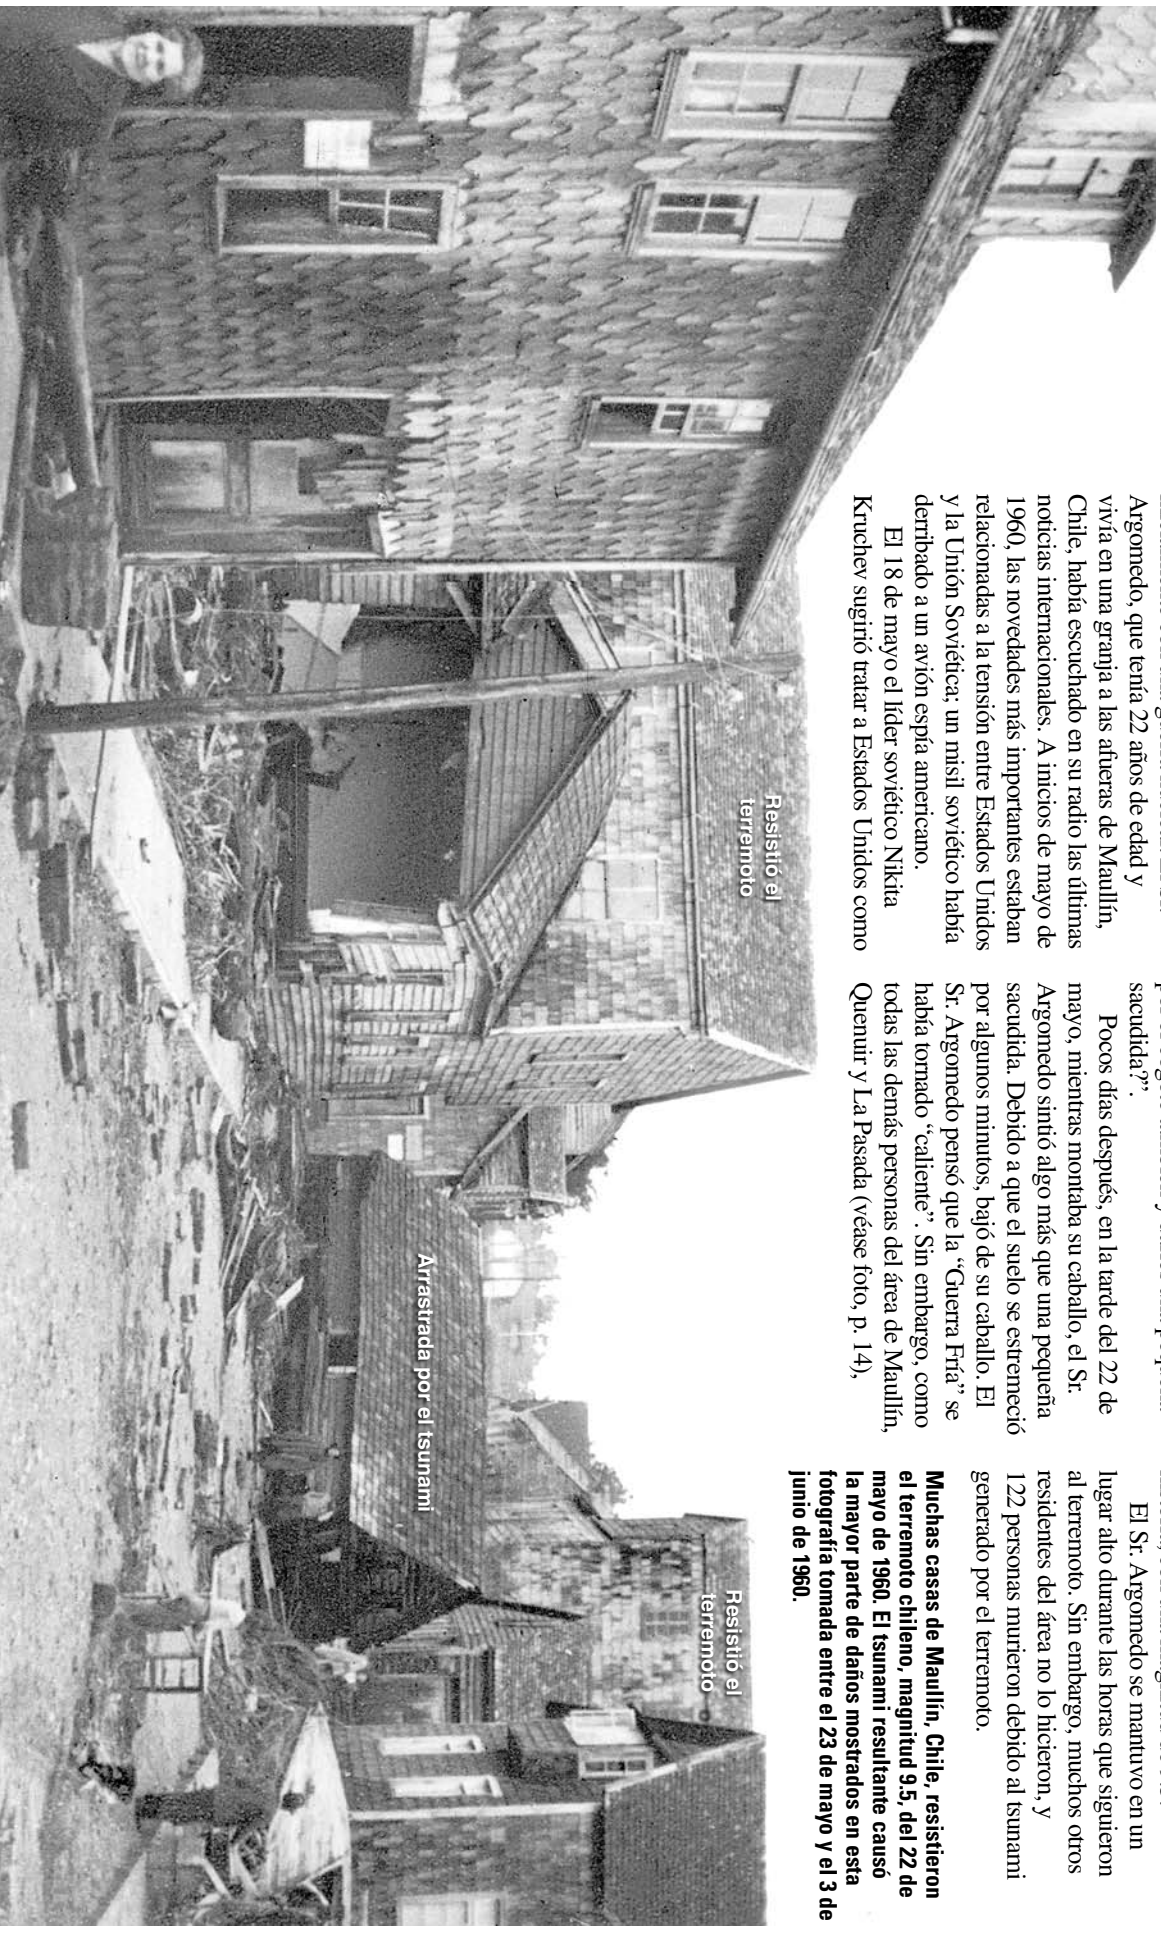 Argomedo, que tenía 22 años de edad y
vivía en una granja a las afueras de Maullín,
Chile, había escuchado en su radio las últimas
noticias internacionales. A inicios de mayo de
1960, las novedades más importantes estaban
relacionadas a la tensión entre Estados Unidos
y la Unión Soviética; un misil soviético había
derribado a un avión espía americano.
El 18 de mayo el líder soviético Nikita
Kruchev sugirió tratar a Estados Unidos como
sacudida?”.
Pocos días después, en la tarde del 22 de
mayo, mientras montaba su caballo, el Sr.
Argomedo sintió algo más que una pequeña
sacudida. Debido a que el suelo se estremeció
por algunos minutos, bajó de su caballo. El
Sr. Argomedo pensó que la “Guerra Fría” se
había tornado “caliente”. Sin embargo, como
todas las demás personas del área de Maullín,
Quenuir y La Pasada (véase foto, p. 14),
El Sr. Argomedo se mantuvo en un
lugar alto durante las horas que siguieron
al terremoto. Sin embargo, muchos otros
residentes del área no lo hicieron, y
122 personas murieron debido al tsunami
generado por el terremoto.
Muchas casas de Maullín, Chile, resistieron
el terremoto chileno, magnitud 9.5, del 22 de
mayo de 1960. El tsunami resultante causó
la mayor parte de daños mostrados en esta
fotografía tomada entre el 23 de mayo y el 3 de
junio de 1960.
Resistió el
terremoto
Arrastrada por el tsunami
Resistió el
terremoto